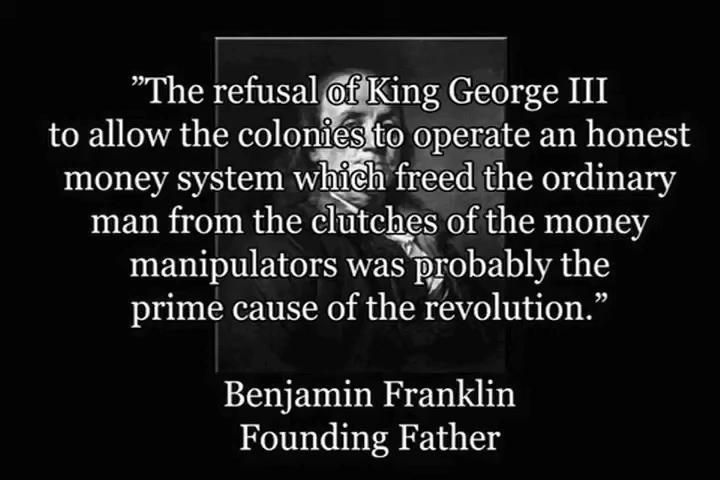 ”The refusal of King George III
to allow the colonies to operate an honest
money system which freed the ordinary
man from the clutches of the money
manipulators was probably the
prime cause of the revolution.”
Benjamin Franklin
Founding Father